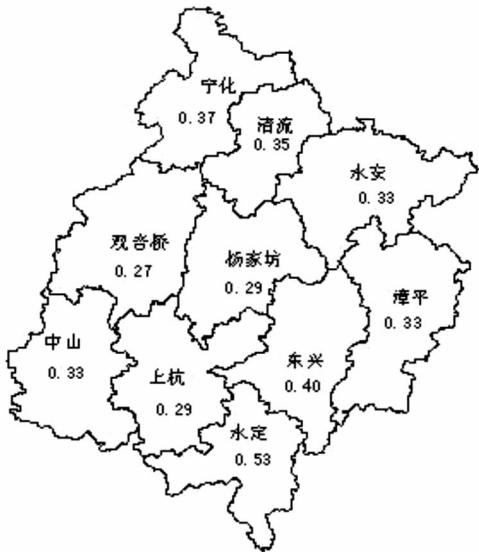 宁化
0.37
清流
0.35
永安
0.33
观音桥
0.27
杨家坊
0.29
漳平
0.33
中山
0.33
上杭
0.29
东兴
0.40
永定
0.53